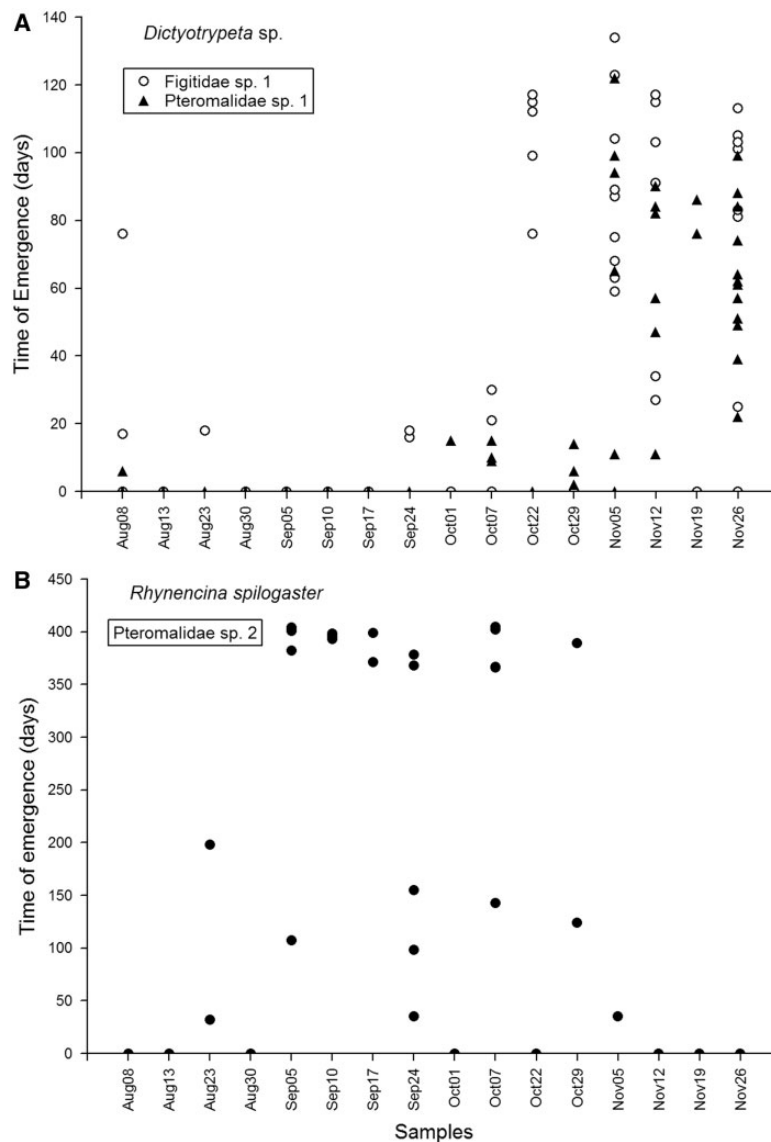 A
Dictyotrypeta sp.
Figitidae sp. 1
Pteromalidae sp. 1
Time of Emergence (days)
140
120
100
80
60
40
20
0
Aug08
Aug13
Aug23
Aug30
Sep05
Sep10
Sep17
Sep24
Oct01
Oct07
Oct22
Oct29
Nov05
Nov12
Nov19
Nov26
B
Rhynencina spilogaster
Pteromalidae sp. 2
Time of emergence (days)
450
400
350
300
250
200
150
100
50
0
Aug08
Aug13
Aug23
Aug30
Sep05
Sep10
Sep17
Sep24
Oct01
Oct07
Oct22
Oct29
Nov05
Nov12
Nov19
Nov26
Samples